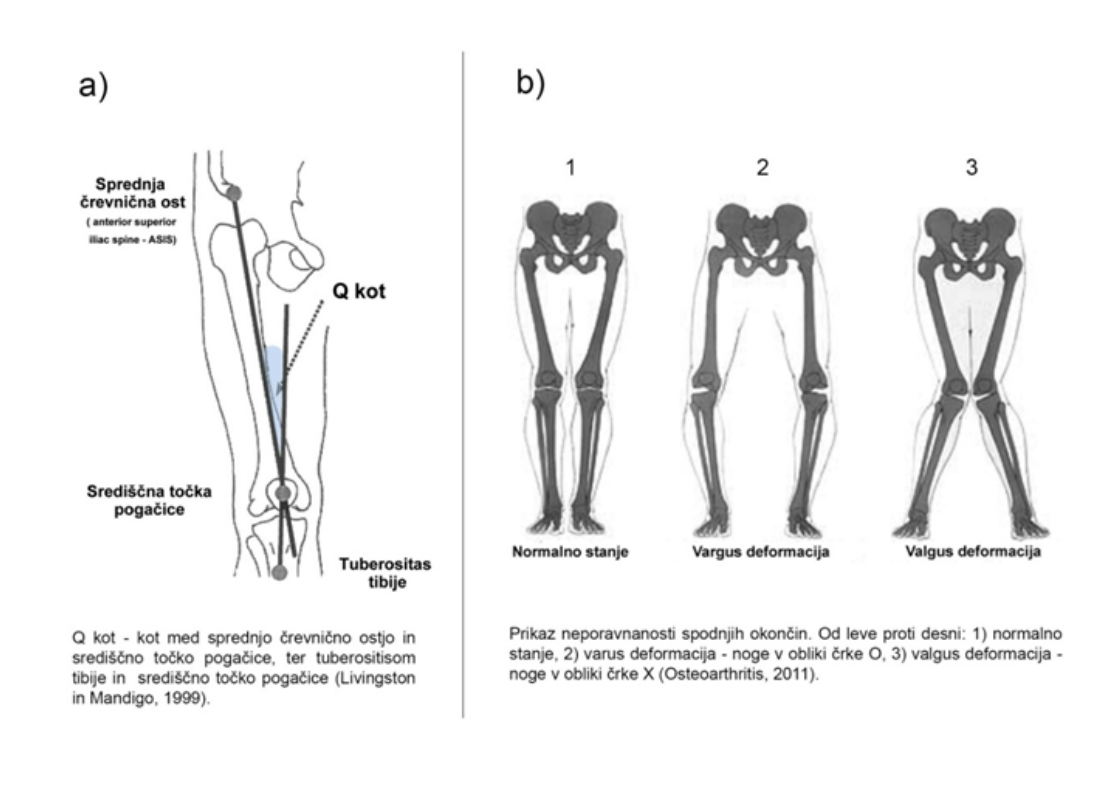 a)
Sprednja
črevnična ost
( anterior superior
iliac spine - ASIS)
Q kot
Središčna točka
pogačice
Tuberositas
tibije
Q kot - kot med sprednjo črevnično ostjo in
središčno točko pogačice, ter tuberositisom
tibije in središčno točko pogačice (Livingston
in Mandigo, 1999).
b)
1
2
3
Normalno stanje
Vargus deformacija
Valgus deformacija
Prikaz neporavnanosti spodnjih okončin. Od leve proti desni: 1) normalno
stanje, 2) varus deformacija - noge v obliki črke O, 3) valgus deformacija -
noge v obliki črke X (Osteoarthritis, 2011).